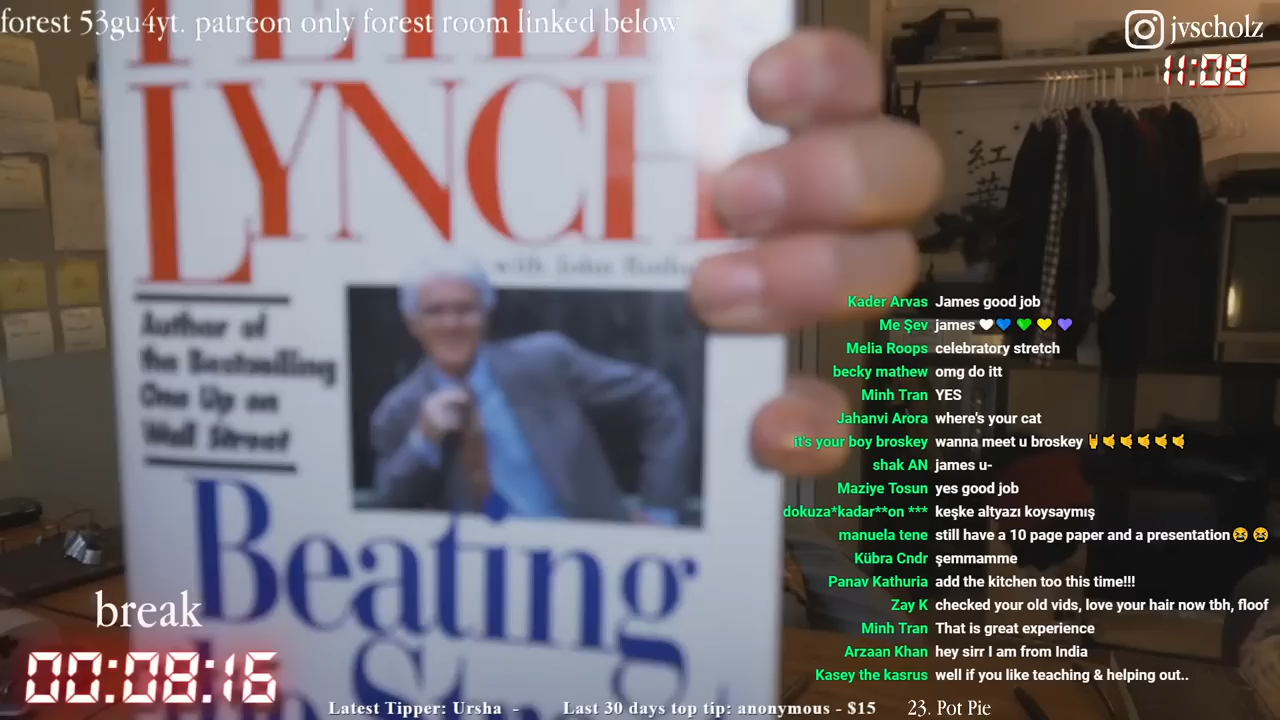 forest 53gu4yt. patreon only forest room linked below
jvscholz
11:08
PETER
LYNCH
with John Roth
Author of
the Bestselling
One Up on
Wall Street
Beating
紅
葉
Kader Arvas James good job
Me Şev james 🤍💙 💚 💛 💜
Melia Roops celebratory stretch
becky mathew omg do itt
Minh Tran YES
Jahanvi Arora where's your cat
it's your boy broskey wanna meet u broskey 🤘🤙🤙🤙🤙🤙
shak AN james u-
Maziye Tosun yes good job
dokuza*kadar**on *** keşke altyazı koysaymış
manuela tene still have a 10 page paper and a presentation😆 😆
Kübra Cndr şemmamme
Panav Kathuria add the kitchen too this time!!!
Zay K checked your old vids, love your hair now tbh, floof
Minh Tran That is great experience
Arzaan Khan hey sirr I am from India
Kasey the kasrus well if you like teaching & helping out..
break
00:08:16
Latest Tipper: Ursha - Last 30 days top tip: anonymous - $15
23. Pot Pie